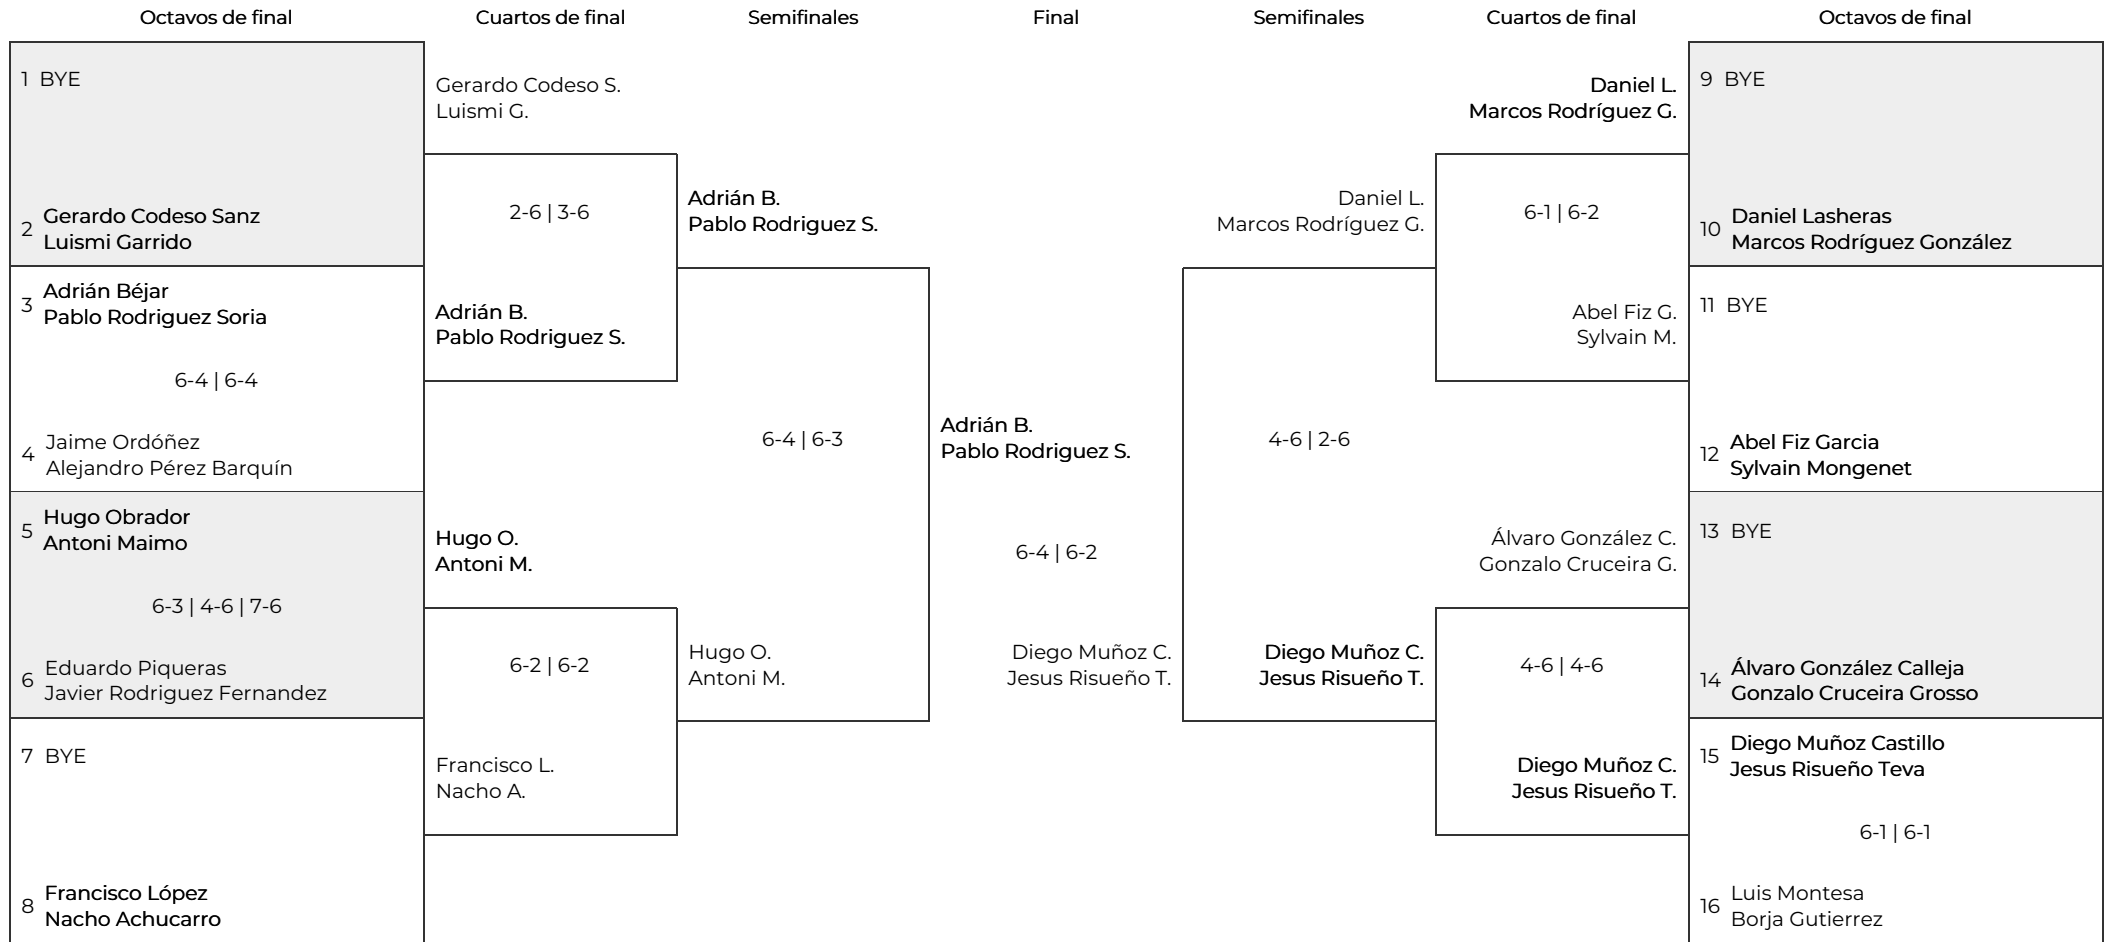 Octavos de final
Cuartos de final
Semifinales
Final
Semifinales
Cuartos de final
Octavos de final
1 BYE
2 Gerardo Codeso Sanz
Luismi Garrido
3 Adrián Béjar
Pablo Rodriguez Soria
6-4 | 6-4
4 Jaime Ordóñez
Alejandro Pérez Barquín
5 Hugo Obrador
Antoni Maimo
6-3 | 4-6 | 7-6
6 Eduardo Piqueras
Javier Rodriguez Fernandez
7 BYE
8 Francisco López
Nacho Achucarro
Gerardo Codeso S.
Luismi G.
2-6 | 3-6
Adrián B.
Pablo Rodriguez S.
Hugo O.
Antoni M.
6-2 | 6-2
Francisco L.
Nacho A.
Adrián B.
Pablo Rodriguez S.
6-4 | 6-3
Hugo O.
Antoni M.
Adrián B.
Pablo Rodriguez S.
6-4 | 6-2
Diego Muñoz C.
Jesus Risueño T.
Daniel L.
Marcos Rodríguez G.
4-6 | 2-6
Diego Muñoz C.
Jesus Risueño T.
Daniel L.
Marcos Rodríguez G.
6-1 | 6-2
Abel Fiz G.
Sylvain M.
Álvaro González C.
Gonzalo Cruceira G.
4-6 | 4-6
Diego Muñoz C.
Jesus Risueño T.
9 BYE
10 Daniel Lasheras
Marcos Rodríguez González
11 BYE
12 Abel Fiz Garcia
Sylvain Mongenet
13 BYE
14 Álvaro González Calleja
Gonzalo Cruceira Grosso
15 Diego Muñoz Castillo
Jesus Risueño Teva
6-1 | 6-1
16 Luis Montesa
Borja Gutierrez